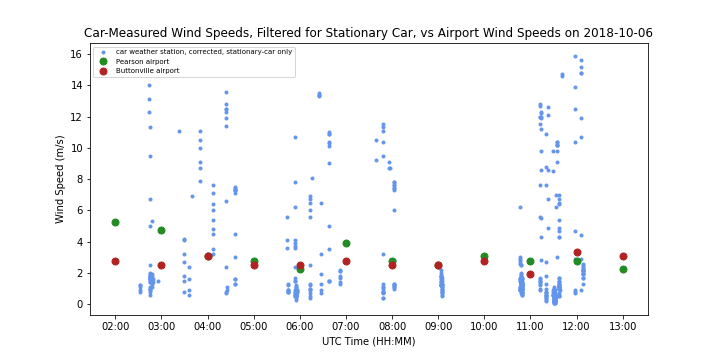 Car-Measured Wind Speeds, Filtered for Stationary Car, vs Airport Wind Speeds on 2018-10-06
car weather station, corrected, stationary-car only
Pearson airport
Buttonville airport
Wind Speed (m/s)
16
14
12
10
8
6
4
2
0
02:00 03:00 04:00 05:00 06:00 07:00 08:00 09:00 10:00 11:00 12:00 13:00
UTC Time (HH:MM)